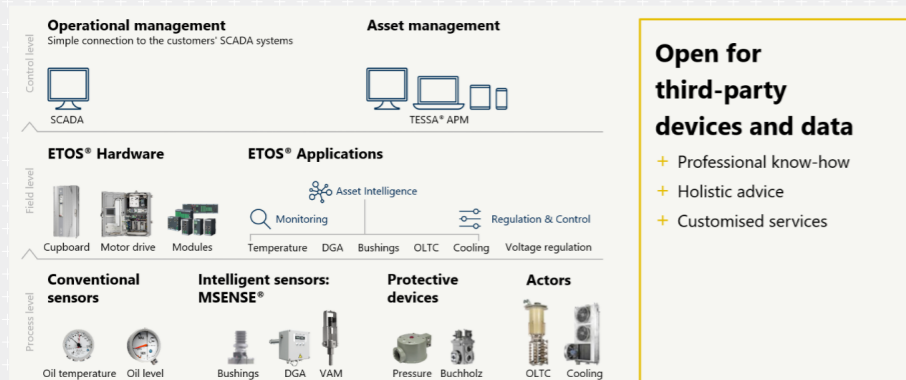 Control level
Operational management
Simple connection to the customers' SCADA systems
SCADA
Asset management
TESSA® APM
Field level
ETOS® Hardware
Cupboard Motor drive Modules
ETOS® Applications
Asset Intelligence
Monitoring
Regulation & Control
Temperature DGA Bushings OLTC Cooling Voltage regulation
Process level
Conventional
sensors
Oil temperature Oil level
Intelligent sensors:
MSENSE®
Bushings DGA VAM
Protective
devices
Pressure Buchholz
Actors
OLTC Cooling
Open for
third-party
devices and data
+ Professional know-how
+ Holistic advice
+ Customised services